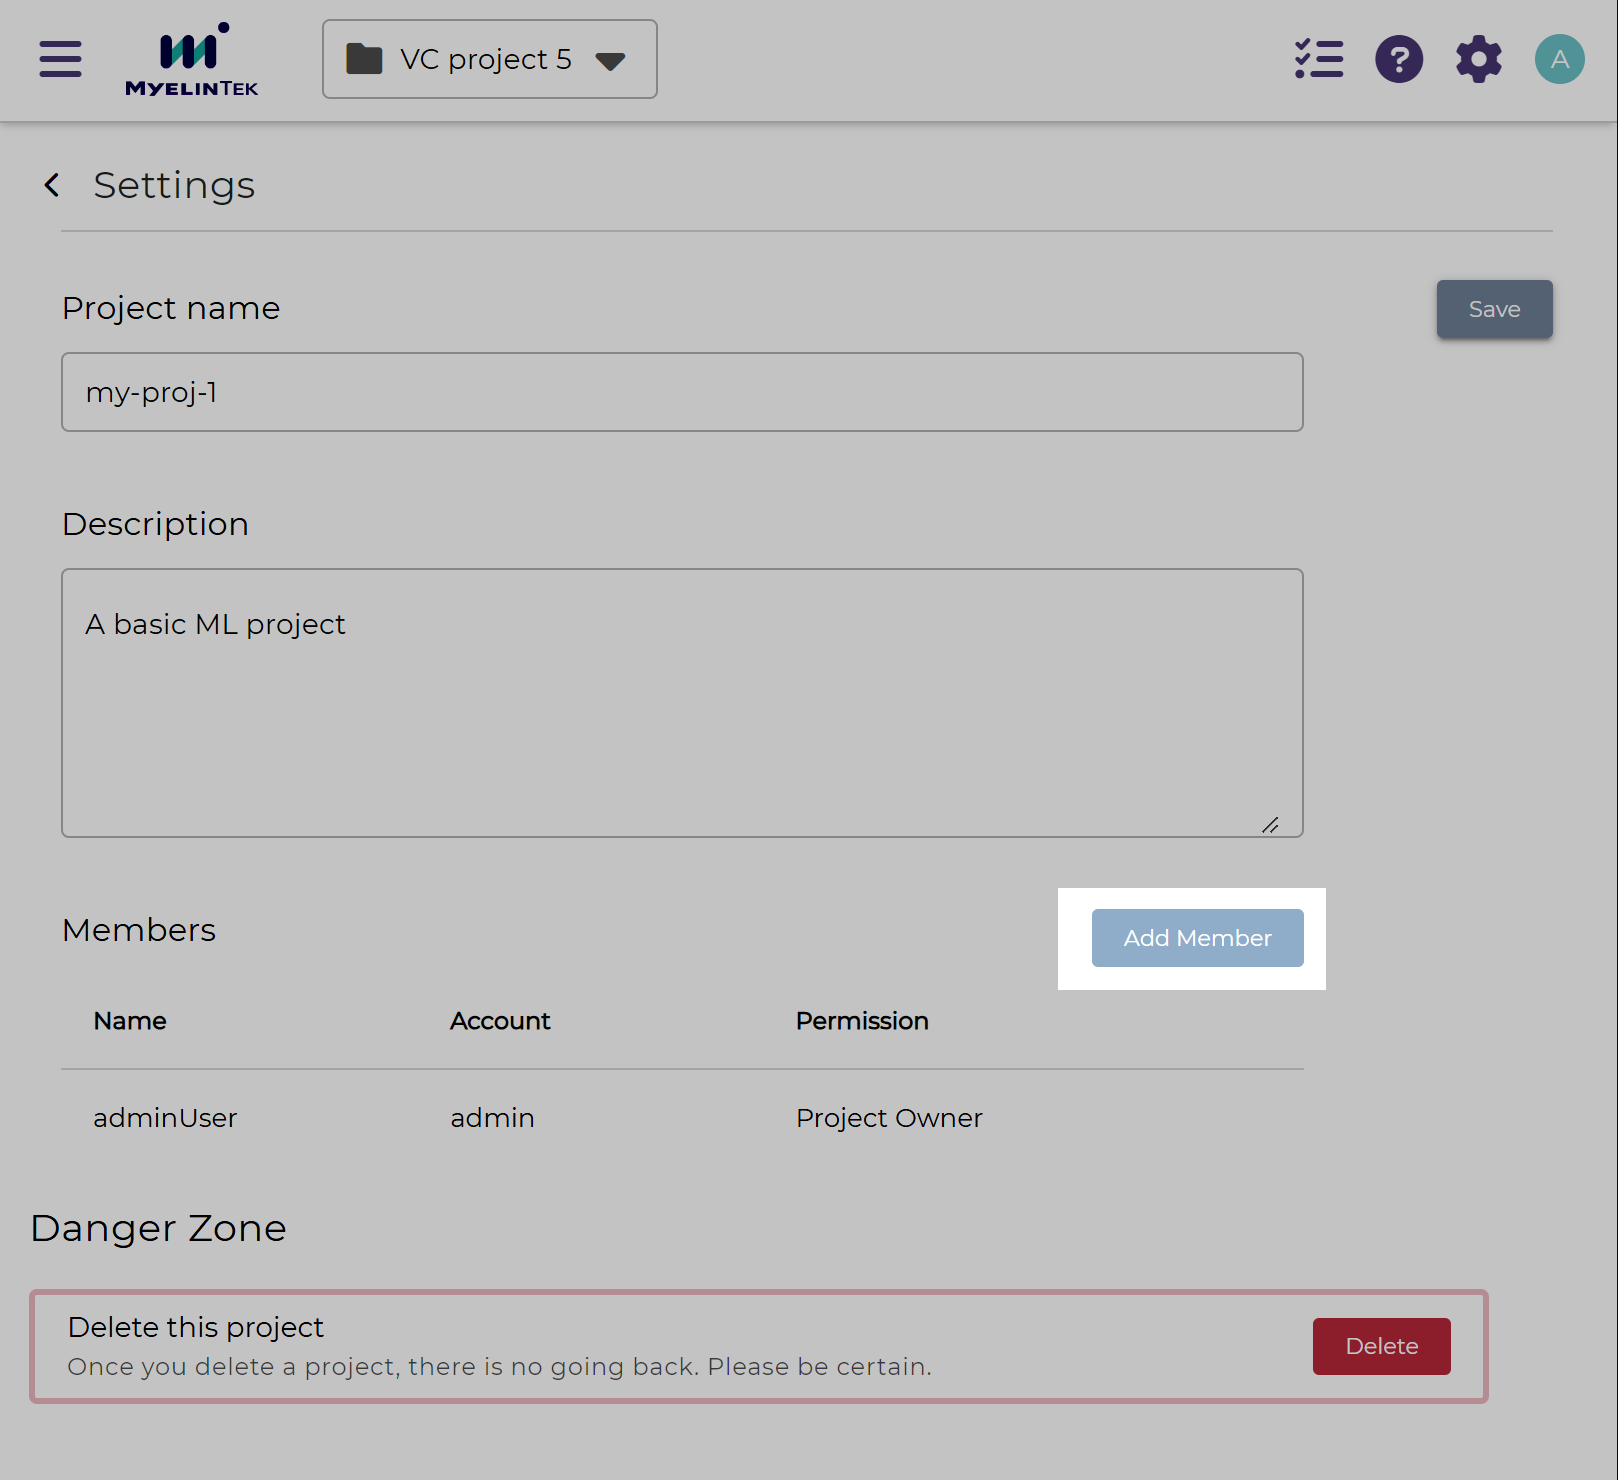 MYELINTEK
VC project 5
?
A
Settings
Project name
Save
my-proj-1
Description
A basic ML project
Members
Add Member
Name Account Permission
adminUser admin Project Owner
Danger Zone
Delete this project
Once you delete a project, there is no going back. Please be certain.
Delete